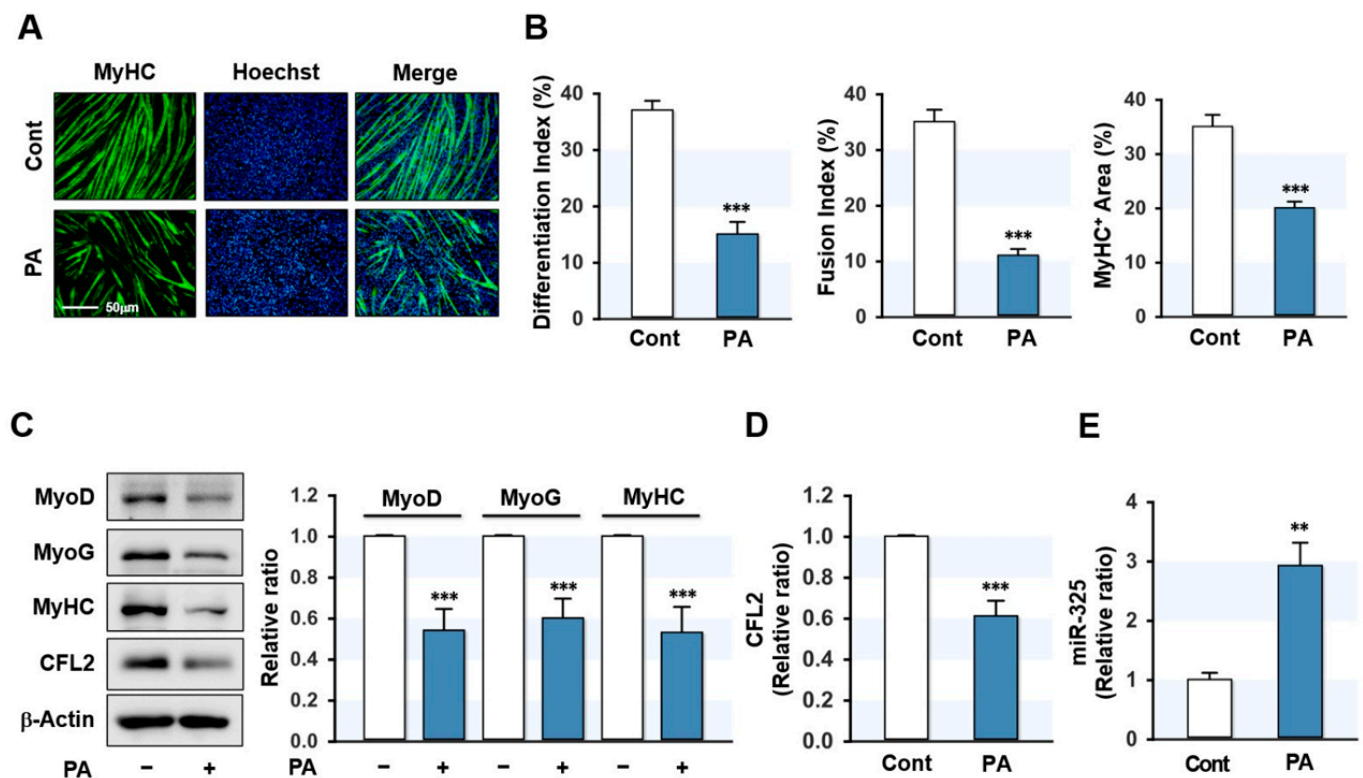 A
MyHC Hoechst Merge
Cont
PA
50μm
B
Differentiation Index (%)
40
30
20
10
0
***
Cont PA
Fusion Index (%)
40
30
20
10
0
***
Cont PA
MyHC⁺ Area (%)
40
30
20
10
0
***
Cont PA
C
MyoD
MyoG
MyHC
CFL2
β-Actin
PA − +
Relative ratio
1.2
1.0
0.8
0.6
0.4
0.2
0.0
MyoD MyoG MyHC
*** *** ***
PA − + − + − +
D
CFL2
(Relative ratio)
1.2
1.0
0.8
0.6
0.4
0.2
0.0
***
Cont PA
E
miR-325
(Relative ratio)
4
3
2
1
0
**
Cont PA